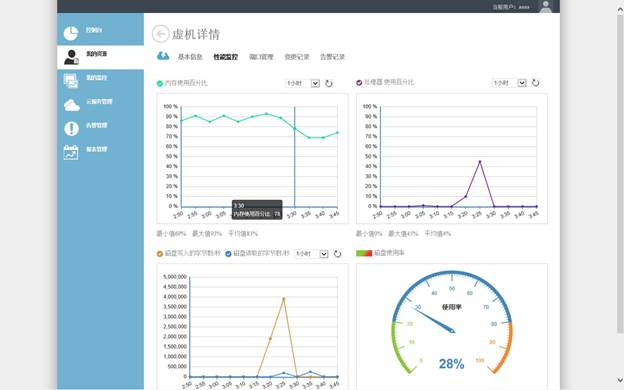 当前用户: aaaa
虚机详情
控制台
我的资源
我的监控
云服务管理
告警管理
报表管理
基本信息 性能监控 端口管理 变更记录 告警记录
内存使用百分比 1小时
100 %
90 %
80 %
70 %
60 %
50 %
40 %
30 %
20 %
10 %
0 %
3:30
内存使用百分比: 78
2:50 2:55 3:00 3:05 3:10 3:30 3:35 3:40 3:45
最小值69% 最大值93% 平均值83%
处理器 使用百分比 1小时
100 %
90 %
80 %
70 %
60 %
50 %
40 %
30 %
20 %
10 %
0 %
2:50 2:55 3:00 3:05 3:10 3:15 3:20 3:25 3:30 3:35 3:40 3:45
最小值0% 最大值45% 平均值5%
磁盘写入的字节数/秒 磁盘读取的字节数/秒 1小时
5,000,000
4,500,000
4,000,000
3,500,000
3,000,000
2,500,000
2,000,000
1,500,000
1,000,000
500,000
0
2:50 2:55 3:00 3:05 3:10 3:15 3:20 3:25 3:30 3:35 3:40 3:45
磁盘使用率
0 10 20 30 40 50 60 70 80 90 100
使用率
28%